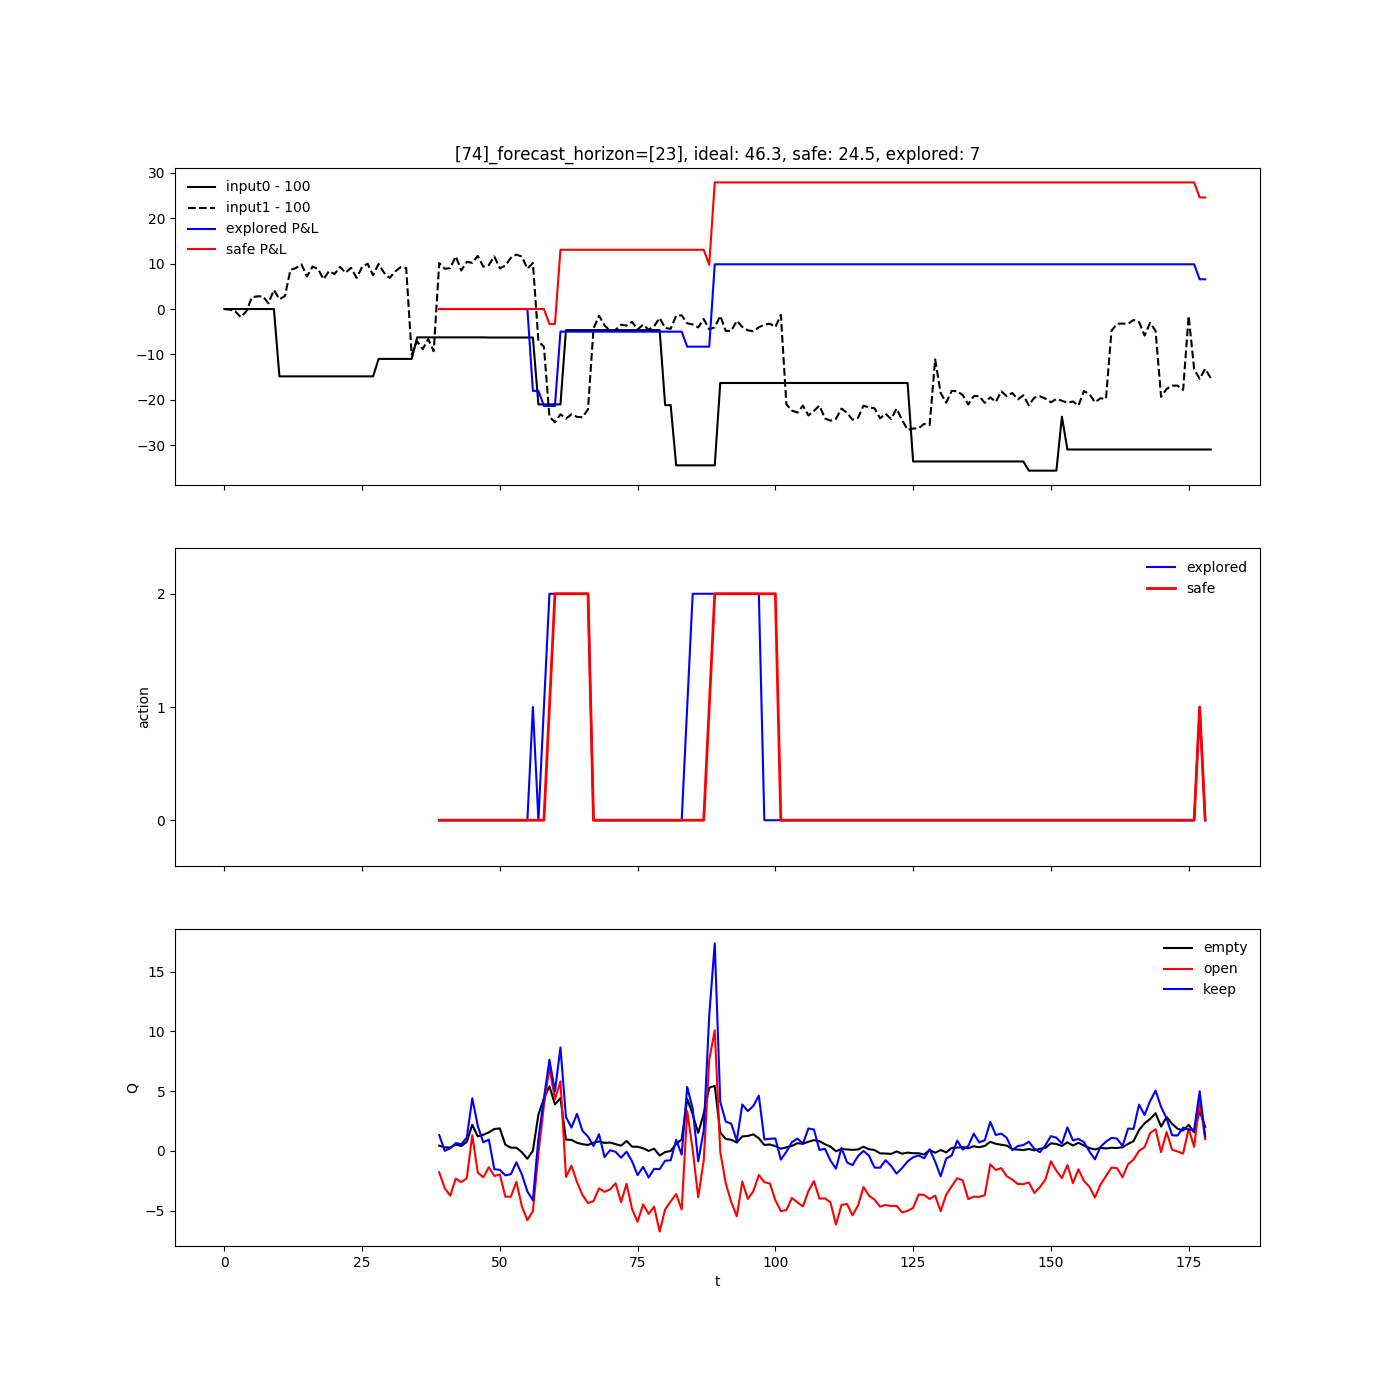 [74]_forecast_horizon=[23], ideal: 46.3, safe: 24.5, explored: 7
30
20
10
0
−10
−20
−30
input0 - 100
input1 - 100
explored P&L
safe P&L
action
2
1
0
explored
safe
Q
15
10
5
0
−5
empty
open
keep
0 25 50 75 100 125 150 175
t